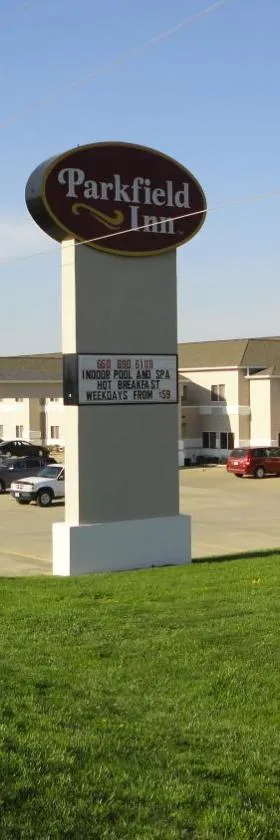 Parkfield
Inn
660 890 6188
INDOOR POOL AND SPA
HOT BREAKFAST
WEEKDAYS FROM $59